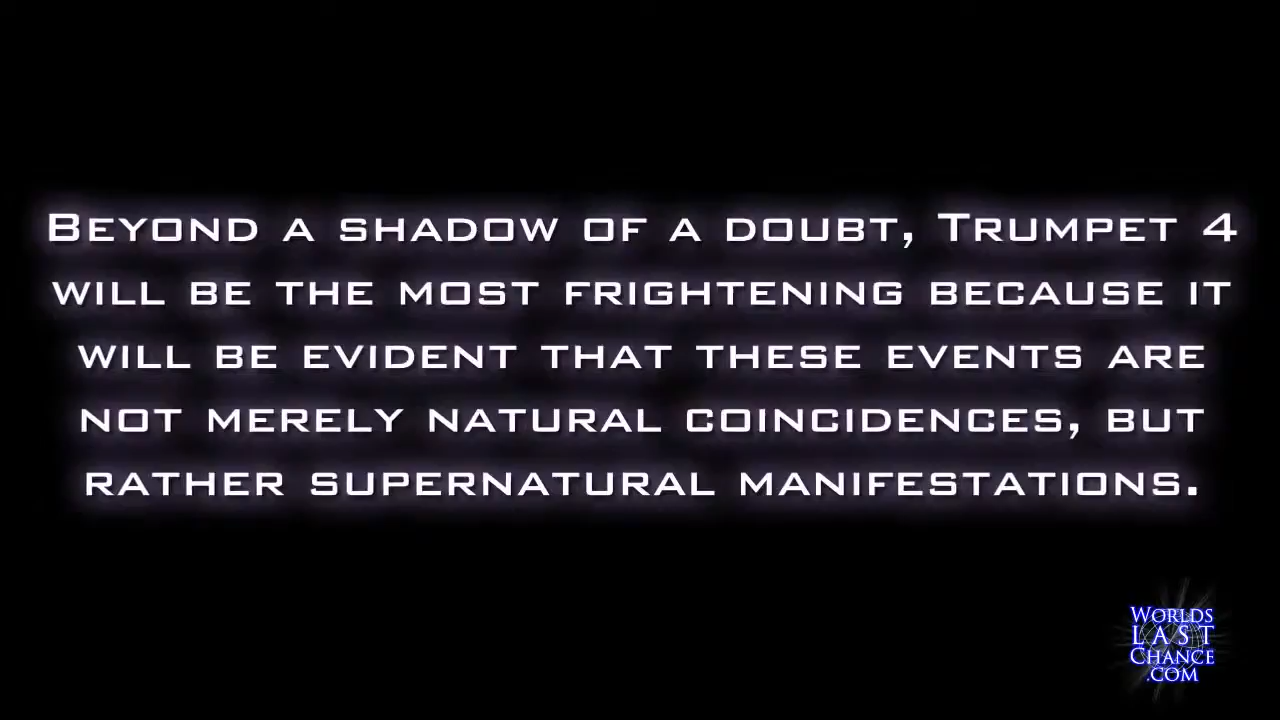 Beyond a shadow of a doubt, Trumpet 4
will be the most frightening because it
will be evident that these events are
not merely natural coincidences, but
rather supernatural manifestations.
Worlds
Last
Chance
.com